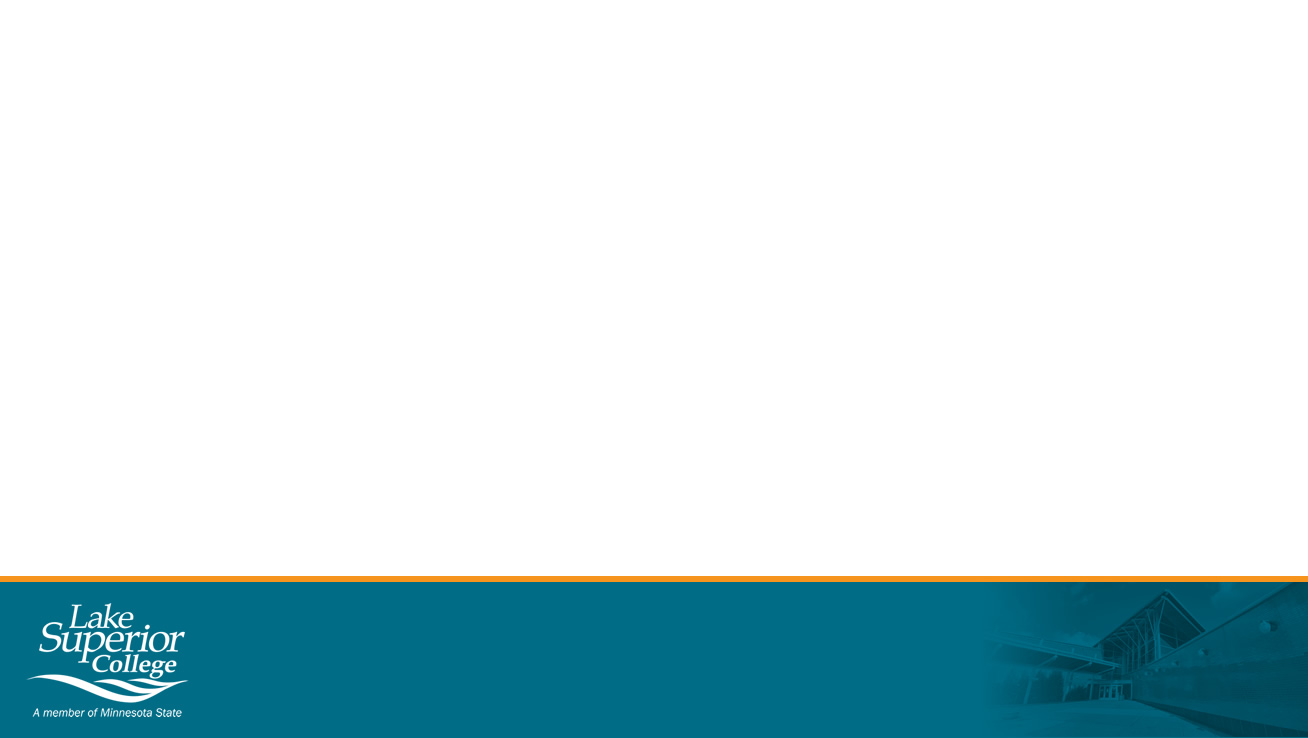 Lake
Superior
College
A member of Minnesota State